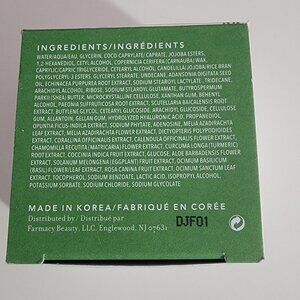 INGREDIENTS/INGRÉDIENTS
WATER/AQUA/EAU, GLYCERIN, COCO-CAPRYLATE / CAPRATE, JOJOBA ESTERS,
1,2-HEXANEDIOL, CETYL ALCOHOL, COPERNICIA CERIFERA (CARNAUBA) WAX,
CAPRYLIC/CAPRIC TRIGLYCERIDE, CETEARYL ALCOHOL, CANDELILLA/JOJOBA/RICE BRAN
POLYGLYCERYL-3 ESTERS, GLYCERYL STEARATE, UNDECANE, ADANSONIA DIGITATA SEED
OIL, ECHINACEA PURPUREA ROOT EXTRACT, SODIUM STEAROYL LACTYLATE, TRIDECANE,
ARACHIDYL ALCOHOL, RIBOSE, SODIUM STEAROYL GLUTAMATE, BUTYROSPERMUM
PARKII (SHEA) BUTTER, MICROCRYSTALLINE CELLULOSE, XANTHAN GUM, BEHENYL
ALCOHOL, PAEONIA SUFFRUTICOSA ROOT EXTRACT, SCUTELLARIA BAICALENSIS ROOT
EXTRACT, BUTYLENE GLYCOL, CETEARYL GLUCOSIDE, ARACHIDYL GLUCOSIDE, CELLULOSE
GUM, ALLANTOIN, GELLAN GUM, HYDROLYZED HYALURONIC ACID, PROPANEDIOL,
OPUNTIA FICUS INDICA EXTRACT, SODIUM PHYTATE, ADENOSINE, MELIA AZADIRACHTA
LEAF EXTRACT, MELIA AZADIRACHTA FLOWER EXTRACT, DICTYOPTERIS POLYPODIOIDES
EXTRACT, CORALLINA OFFICINALIS EXTRACT, CALENDULA OFFICINALIS FLOWER EXTRACT,
CHAMOMILLA RECUTITA (MATRICARIA) FLOWER EXTRACT, CURCUMA LONGA (TURMERIC)
ROOT EXTRACT, COCCINIA INDICA FRUIT EXTRACT, GLUCOSE, ALOE BARBADENSIS FLOWER
EXTRACT, SOLANUM MELONGENA (EGGPLANT) FRUIT EXTRACT, OCIMUM BASILICUM
(BASIL) FLOWER/LEAF EXTRACT, ROSA CANINA FRUIT EXTRACT, OCIMUM SANCTUM LEAF
EXTRACT, TOCOPHEROL, SODIUM BENZOATE, LACTIC ACID, ISOPROPYL ALCOHOL,
POTASSIUM SORBATE, CHLORIDE, SODIUM GLYCOLATE
MADE IN KOREA/FABRIQUÉ EN CORÉE
Distributed by / Distribué par
Farmacy Beauty, LLC. Englewood, NJ 07631
DJF01